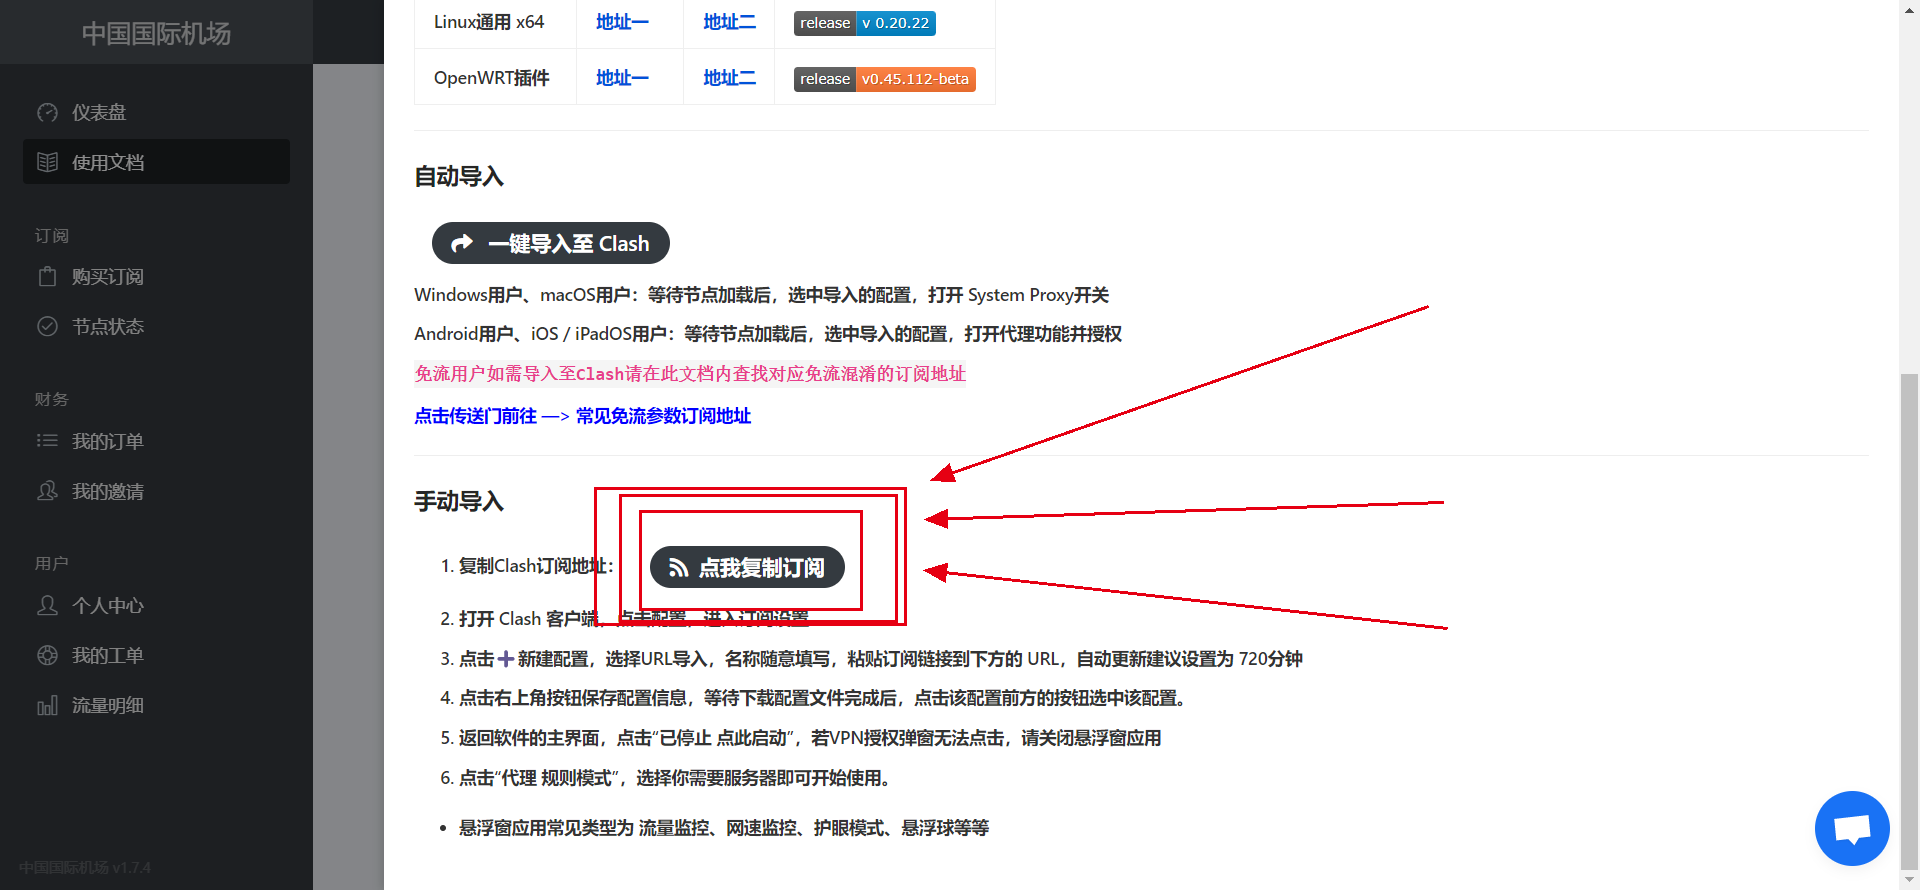 中国国际机场
仪表盘
使用文档
订阅
购买订阅
节点状态
财务
我的订单
我的邀请
用户
个人中心
我的工单
流量明细
中国国际机场 v1.7.4
Linux通用 x64 地址一 地址二 release v 0.20.22
OpenWRT插件 地址一 地址二 release v0.45.112-beta
自动导入
一键导入至 Clash
Windows用户、macOS用户：等待节点加载后，选中导入的配置，打开 System Proxy开关
Android用户、iOS / iPadOS用户：等待节点加载后，选中导入的配置，打开代理功能并授权
免流用户如需导入至Clash请在此文档内查找对应免流混淆的订阅地址
点击传送门前往 —> 常见免流参数订阅地址
手动导入
1. 复制Clash订阅地址： 点我复制订阅
2. 打开 Clash 客户端，点击配置，进入订阅设置
3. 点击➕新建配置，选择URL导入，名称随意填写，粘贴订阅链接到下方的 URL，自动更新建议设置为 720分钟
4. 点击右上角按钮保存配置信息，等待下载配置文件完成后，点击该配置前方的按钮选中该配置。
5. 返回软件的主界面，点击“已停止 点此启动”，若VPN授权弹窗无法点击，请关闭悬浮窗应用
6. 点击“代理 规则模式”，选择你需要服务器即可开始使用。
• 悬浮窗应用常见类型为 流量监控、网速监控、护眼模式、悬浮球等等